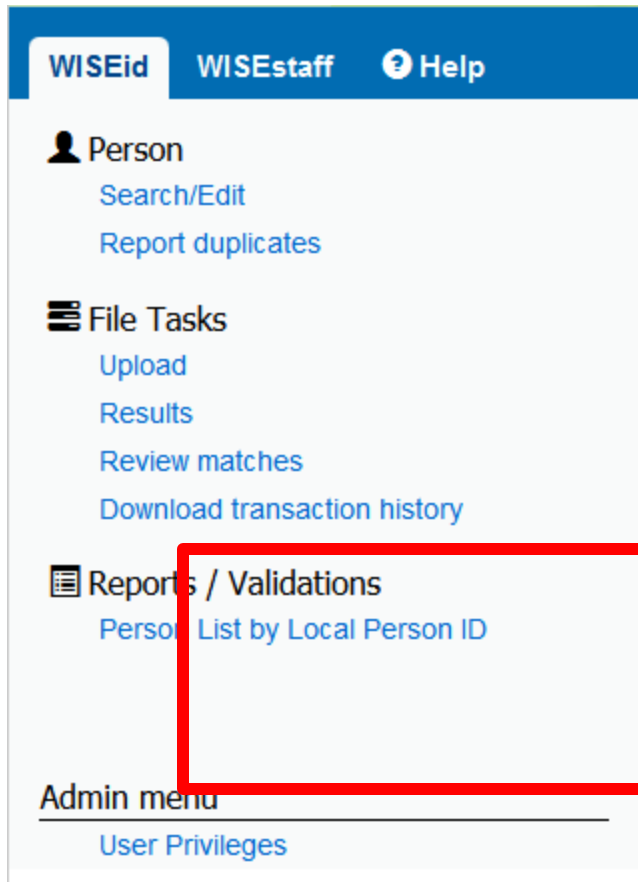 WISEid WISEstaff ? Help
Person
Search/Edit
Report duplicates
File Tasks
Upload
Results
Review matches
Download transaction history
Reports / Validations
Person List by Local Person ID
Admin menu
User Privileges